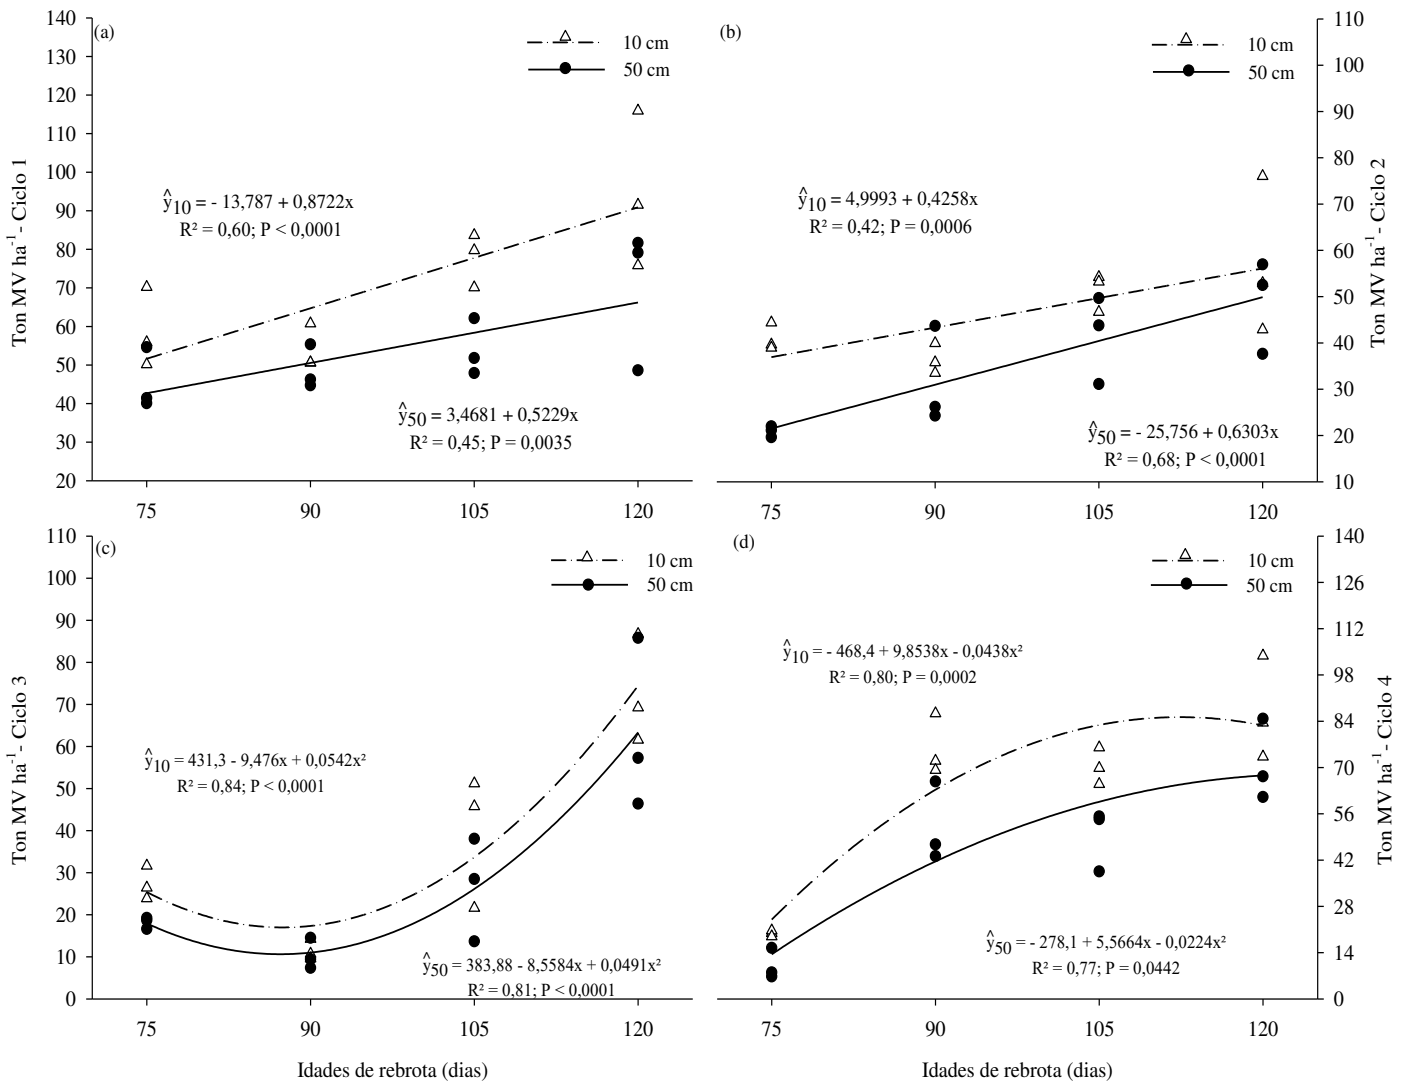 (a)
10 cm
50 cm
Ton MV ha⁻¹- Ciclo 1
140
130
120
110
100
90
80
70
60
50
40
30
20
ŷ10 = - 13,787 + 0,8722x
R² = 0,60; P < 0,0001
ŷ50 = 3,4681 + 0,5229x
R² = 0,45; P = 0,0035
75 90 105 120
(b)
10 cm
50 cm
ŷ10 = 4,9993 + 0,4258x
R² = 0,42; P = 0,0006
ŷ50 = - 25,756 + 0,6303x
R² = 0,68; P < 0,0001
110
100
90
80
70
60
50
40
30
20
10
Ton MV ha⁻¹- Ciclo 2
75 90 105 120
(c)
10 cm
50 cm
Ton MV ha⁻¹- Ciclo 3
110
100
90
80
70
60
50
40
30
20
10
0
ŷ10 = 431,3 - 9,476x + 0,0542x²
R² = 0,84; P < 0,0001
ŷ50 = 383,88 - 8,5584x + 0,0491x²
R² = 0,81; P < 0,0001
75 90 105 120
Idades de rebrota (dias)
(d)
10 cm
50 cm
ŷ10 = - 468,4 + 9,8538x - 0,0438x²
R² = 0,80; P = 0,0002
ŷ50 = - 278,1 + 5,5664x - 0,0224x²
R² = 0,77; P = 0,0442
140
126
112
98
84
70
56
42
28
14
0
Ton MV ha⁻¹- Ciclo 4
75 90 105 120
Idades de rebrota (dias)